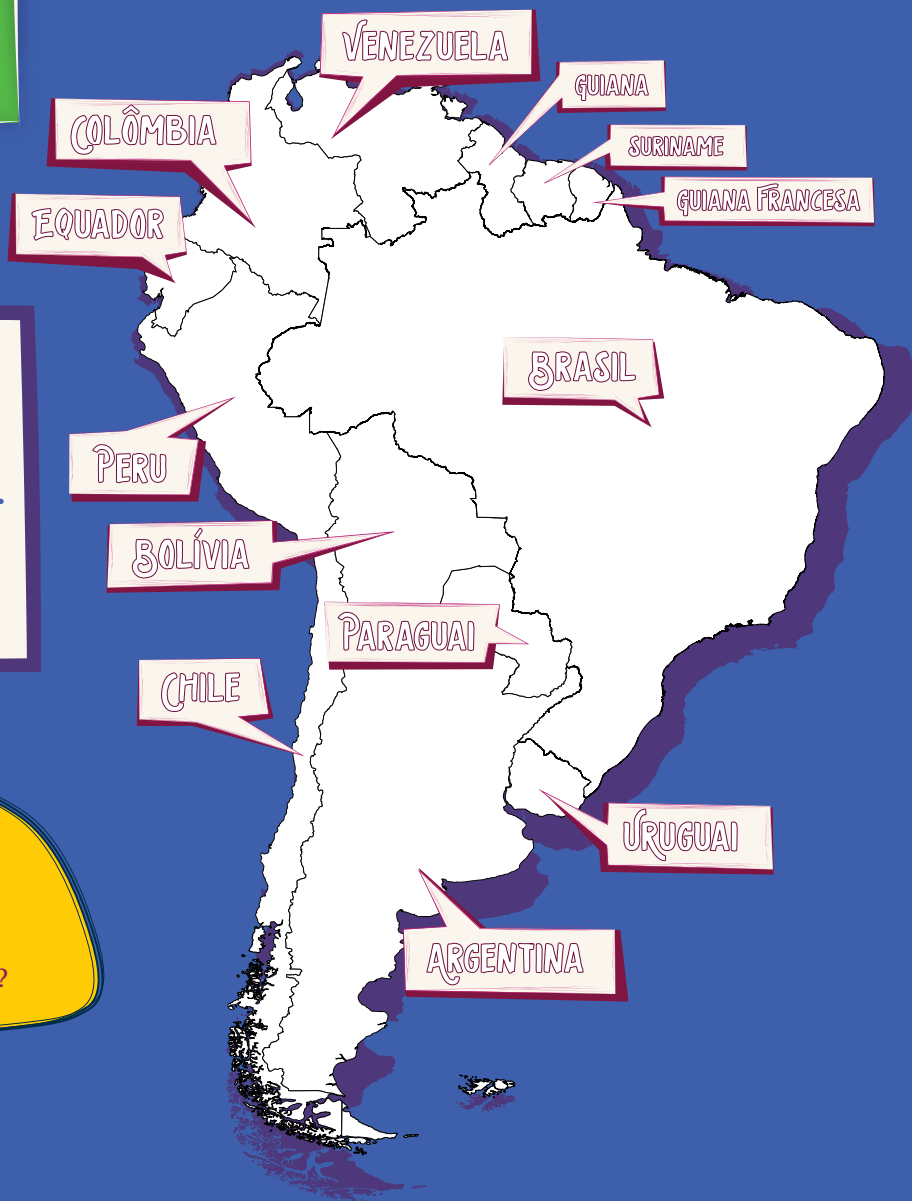 VENEZUELA
GUIANA
COLÔMBIA
SURINAME
GUIANA FRANCESA
EQUADOR
BRASIL
PERU
BOLÍVIA
PARAGUAI
CHILE
URUGUAI
ARGENTINA
?